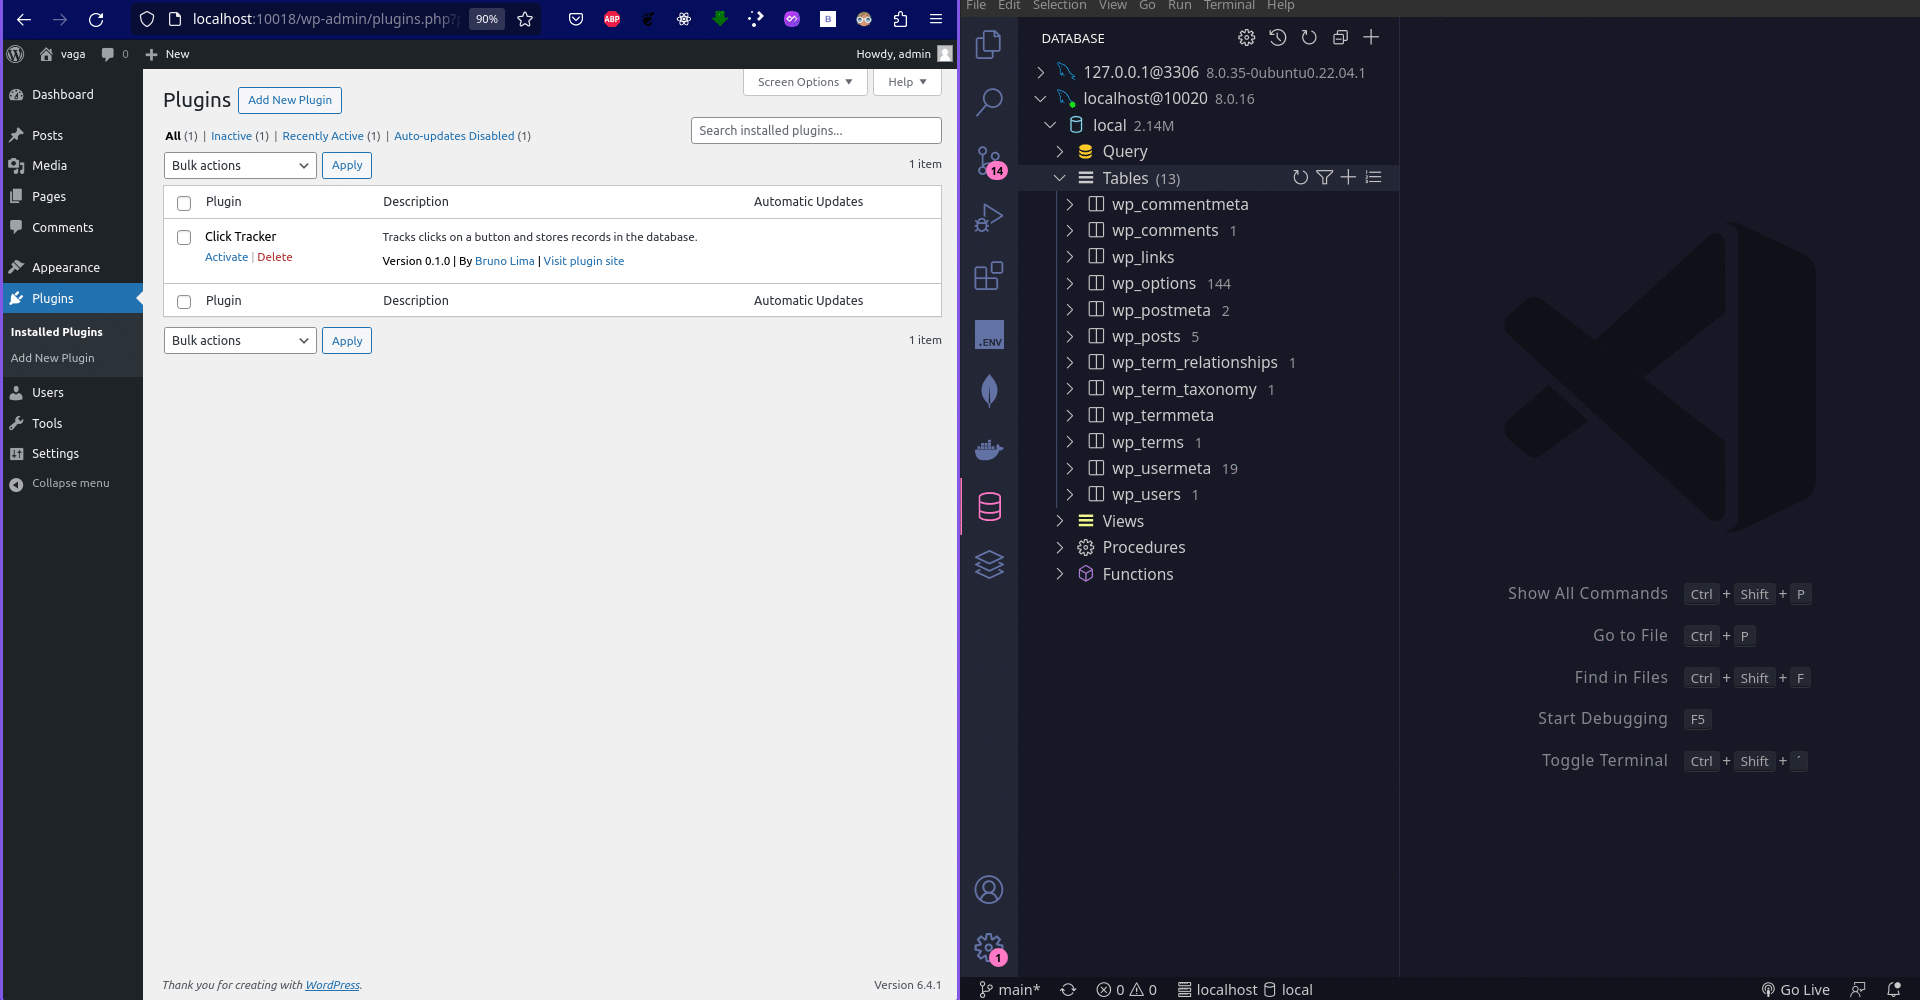 localhost:10018/wp-admin/plugins.php?
90%
ABP
B
vaga
0
New
Howdy, admin
Dashboard
Posts
Media
Pages
Comments
Appearance
Plugins
Installed Plugins
Add New Plugin
Users
Tools
Settings
Collapse menu
Screen Options
Help
Plugins
Add New Plugin
All (1) | Inactive (1) | Recently Active (1) | Auto-updates Disabled (1)
Search installed plugins...
Bulk actions
Apply
1 item
Plugin
Description
Automatic Updates
Click Tracker
Activate | Delete
Tracks clicks on a button and stores records in the database.
Version 0.1.0 | By Bruno Lima | Visit plugin site
Plugin
Description
Automatic Updates
Bulk actions
Apply
1 item
Thank you for creating with WordPress.
Version 6.4.1
File Edit Selection View Go Run Terminal Help
14
.ENV
1
DATABASE
127.0.0.1@3306 8.0.35-0ubuntu0.22.04.1
localhost@10020 8.0.16
local 2.14M
Query
Tables (13)
wp_commentmeta
wp_comments 1
wp_links
wp_options 144
wp_postmeta 2
wp_posts 5
wp_term_relationships 1
wp_term_taxonomy 1
wp_termmeta
wp_terms 1
wp_usermeta 19
wp_users 1
Views
Procedures
Functions
Show All Commands Ctrl + Shift + P
Go to File Ctrl + P
Find in Files Ctrl + Shift + F
Start Debugging F5
Toggle Terminal Ctrl + Shift + ´
main*
0
0
localhost
local
Go Live